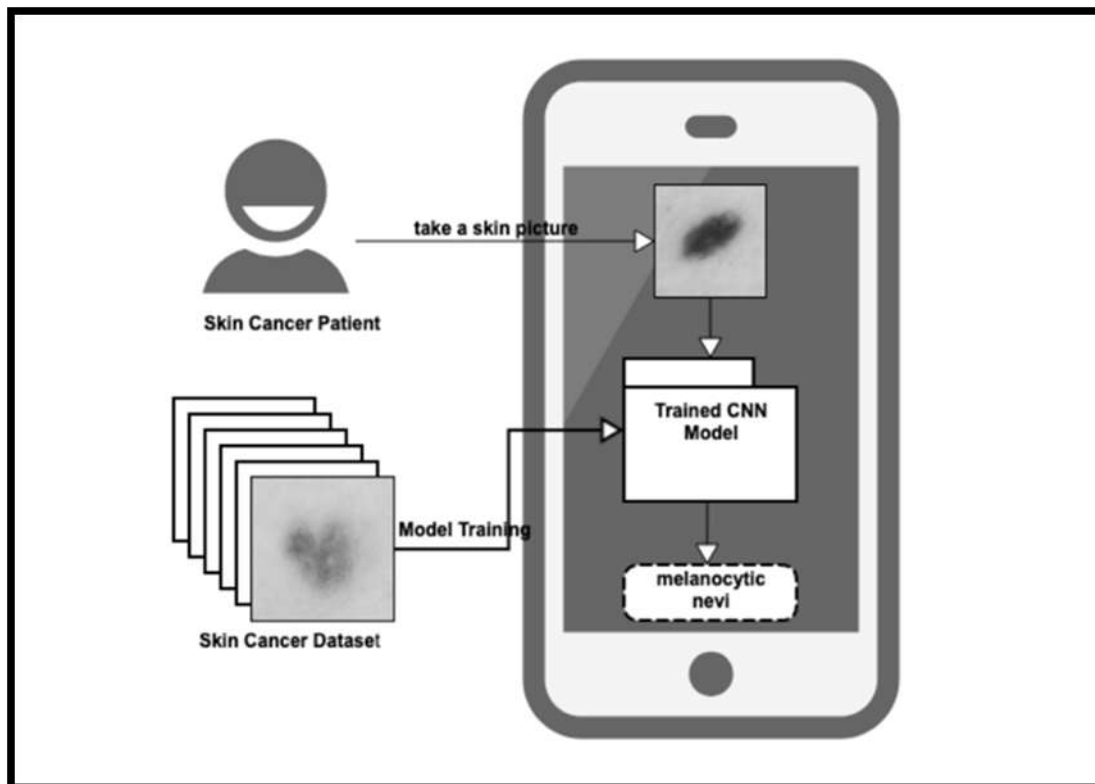 take a skin picture
Skin Cancer Patient
Trained CNN
Model
Model Training
melanocytic
nevi
Skin Cancer Dataset